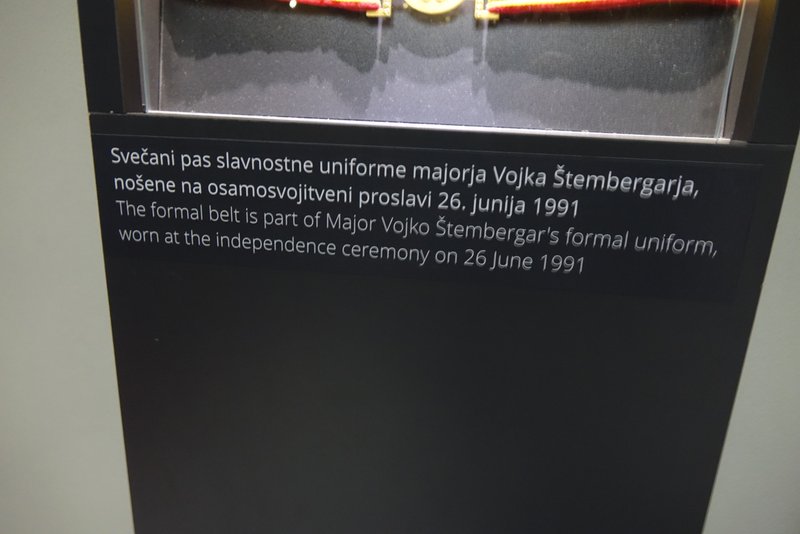 Svečani pas slavnostne uniforme majorja Vojka Štembergarja,
nošene na osamosvojitveni proslavi 26. junija 1991
The formal belt is part of Major Vojko Štembergar's formal uniform,
worn at the independence ceremony on 26 June 1991